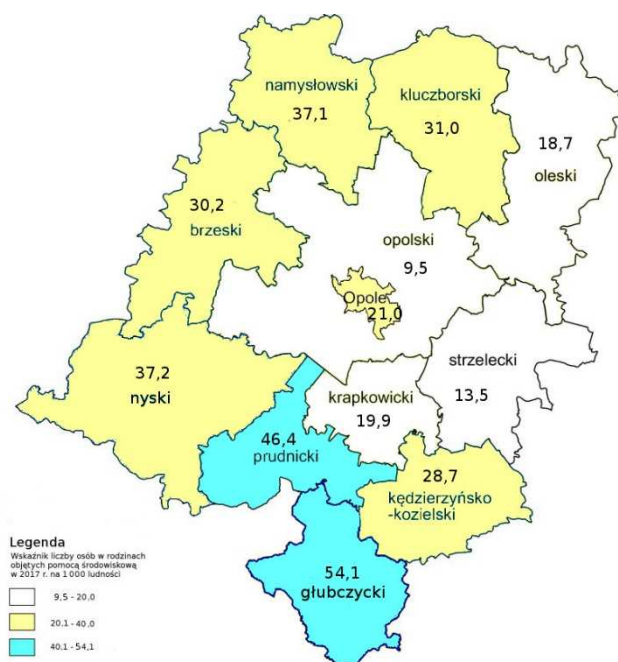 namysłowski
37,1
kluczborski
31,0
18,7
oleski
30,2
brzeski
opolski
9,5
Opole
21,0
strzelecki
13,5
37,2
nyski
krapkowicki
19,9
46,4
prudnicki
28,7
kędzierzyńsko
-kozielski
54,1
głubczycki
Legenda
Wskaźnik liczby osób w rodzinach
objętych pomocą środowiskową
w 2017 r. na 1 000 ludności
9,5 - 20,0
20,1 - 40,0
40,1 - 54,1